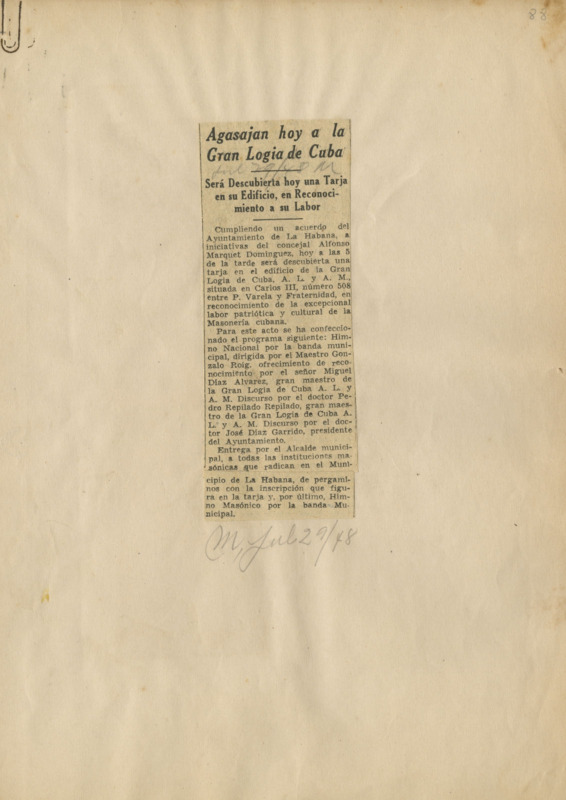 88
Agasajan hoy a la
Gran Logia de Cuba
Jul 29/48 M
Será Descubierta hoy una Tarja
en su Edificio, en Reconoci-
miento a su Labor
Cumpliendo un acuerdo del
Ayuntamiento de La Habana, a
iniciativas del concejal Alfonso
Marquet Domínguez, hoy a las 5
de la tarde será descubierta una
tarja en el edificio de la Gran
Logia de Cuba, A. L. y A. M.,
situada en Carlos III, número 508
entre P. Varela y Fraternidad, en
reconocimiento de la excepcional
labor patriótica y cultural de la
Masonería cubana.
Para este acto se ha confeccio-
nado el programa siguiente: Him-
no Nacional por la banda muni-
cipal, dirigida por el Maestro Gon-
zalo Roig, ofrecimiento de reco-
nocimiento por el señor Miguel
Díaz Alvarez, gran maestro de
la Gran Logia de Cuba A. L. y
A. M. Discurso por el doctor Pe-
dro Repilado Repilado, gran maes-
tro de la Gran Logia de Cuba A.
L. y A. M. Discurso por el doc-
tor José Díaz Garrido, presidente
del Ayuntamiento.
Entrega por el Alcalde munici-
pal, a todas las instituciones ma-
sónicas que radican en el Muni-
cipio de La Habana, de pergami-
nos con la inscripción que figu-
ra en la tarja y, por último, Him-
no Masónico por la banda Mu-
nicipal.
M, Jul 29/48